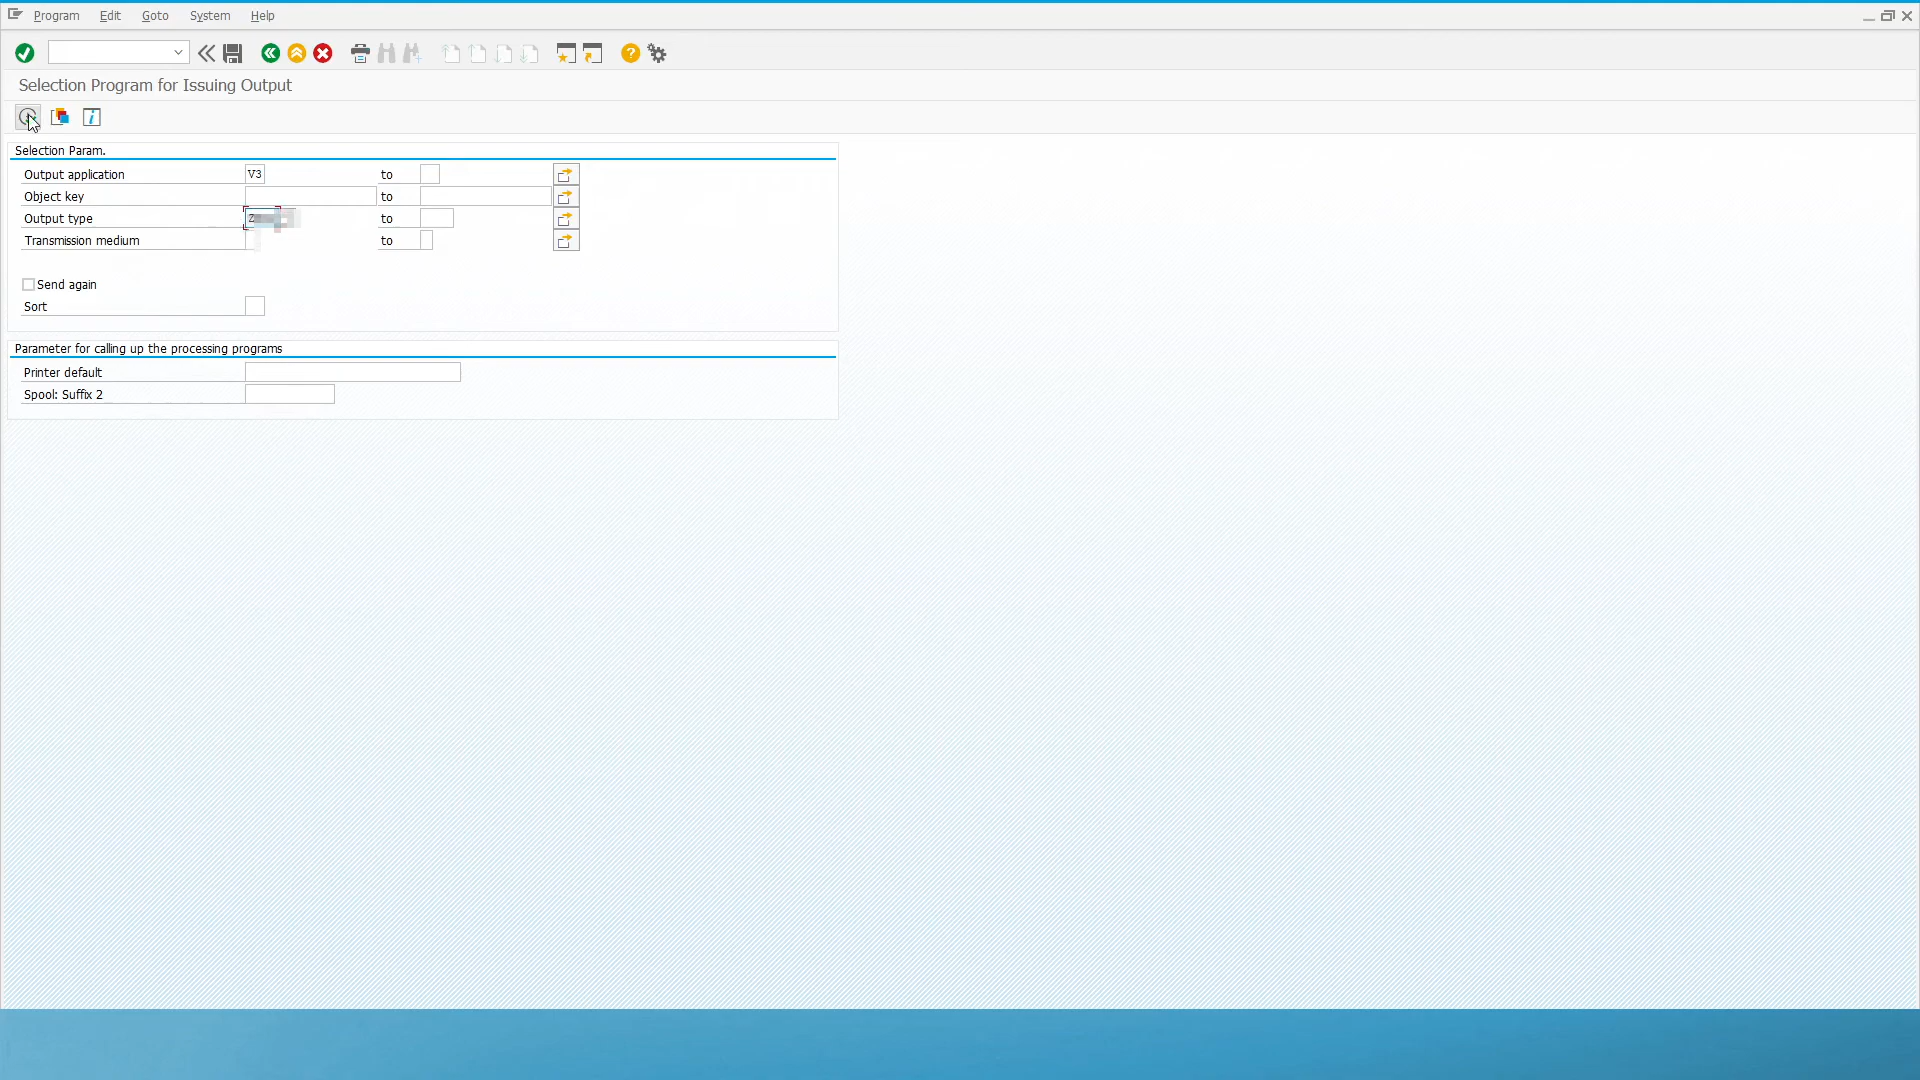 Program Edit Goto System Help
Selection Program for Issuing Output
Selection Param.
Output application V3 to
Object key to
Output type to
Transmission medium to
Send again
Sort
Parameter for calling up the processing programs
Printer default
Spool: Suffix 2